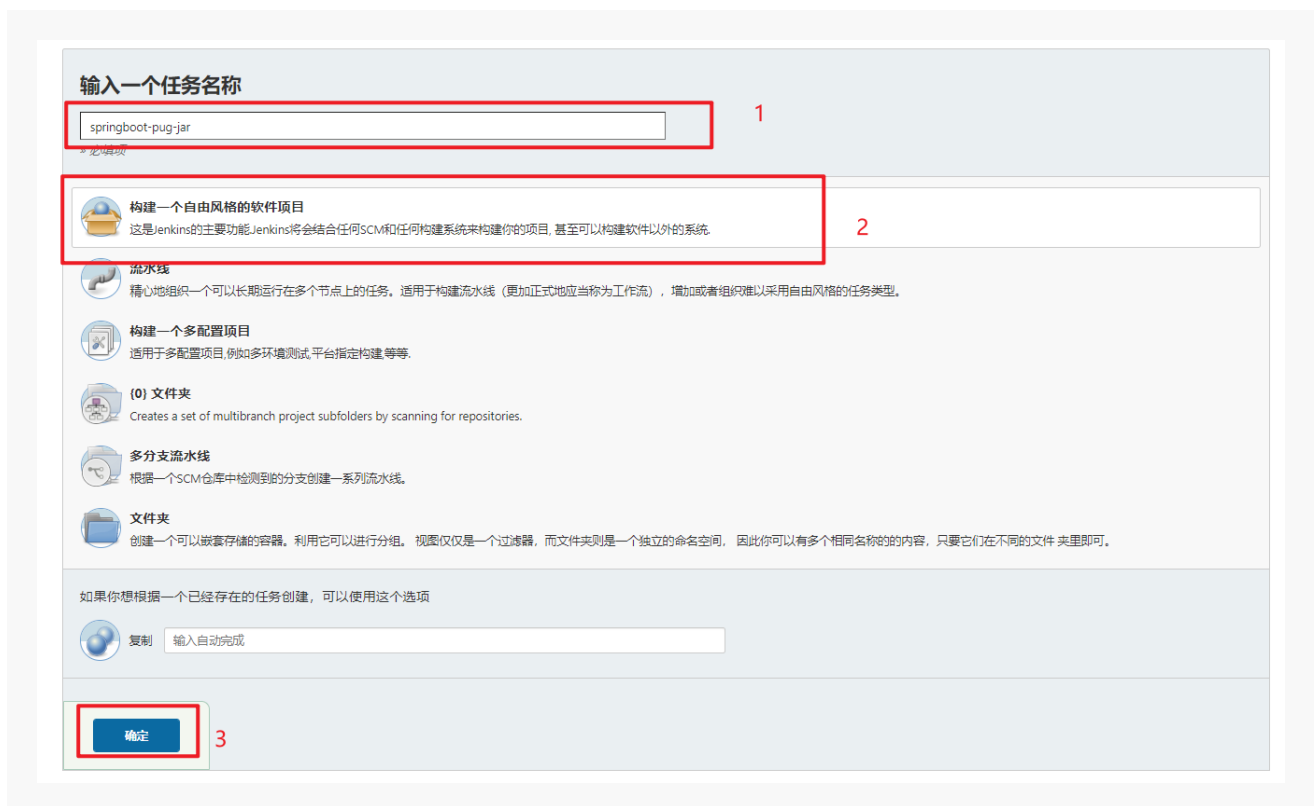 输入一个任务名称
springboot-pug-jar
1
» 必填项
构建一个自由风格的软件项目
这是Jenkins的主要功能.Jenkins将会结合任何SCM和任何构建系统来构建你的项目, 甚至可以构建软件以外的系统.
2
流水线
精心地组织一个可以长期运行在多个节点上的任务。适用于构建流水线（更加正式地应当称为工作流），增加或者组织难以采用自由风格的任务类型。
构建一个多配置项目
适用于多配置项目,例如多环境测试,平台指定构建,等等.
{0} 文件夹
Creates a set of multibranch project subfolders by scanning for repositories.
多分支流水线
根据一个SCM仓库中检测到的分支创建一系列流水线。
文件夹
创建一个可以嵌套存储的容器。利用它可以进行分组。 视图仅仅是一个过滤器，而文件夹则是一个独立的命名空间， 因此你可以有多个相同名称的的内容，只要它们在不同的文件 夹里即可。
如果你想根据一个已经存在的任务创建，可以使用这个选项
复制 输入自动完成
确定
3